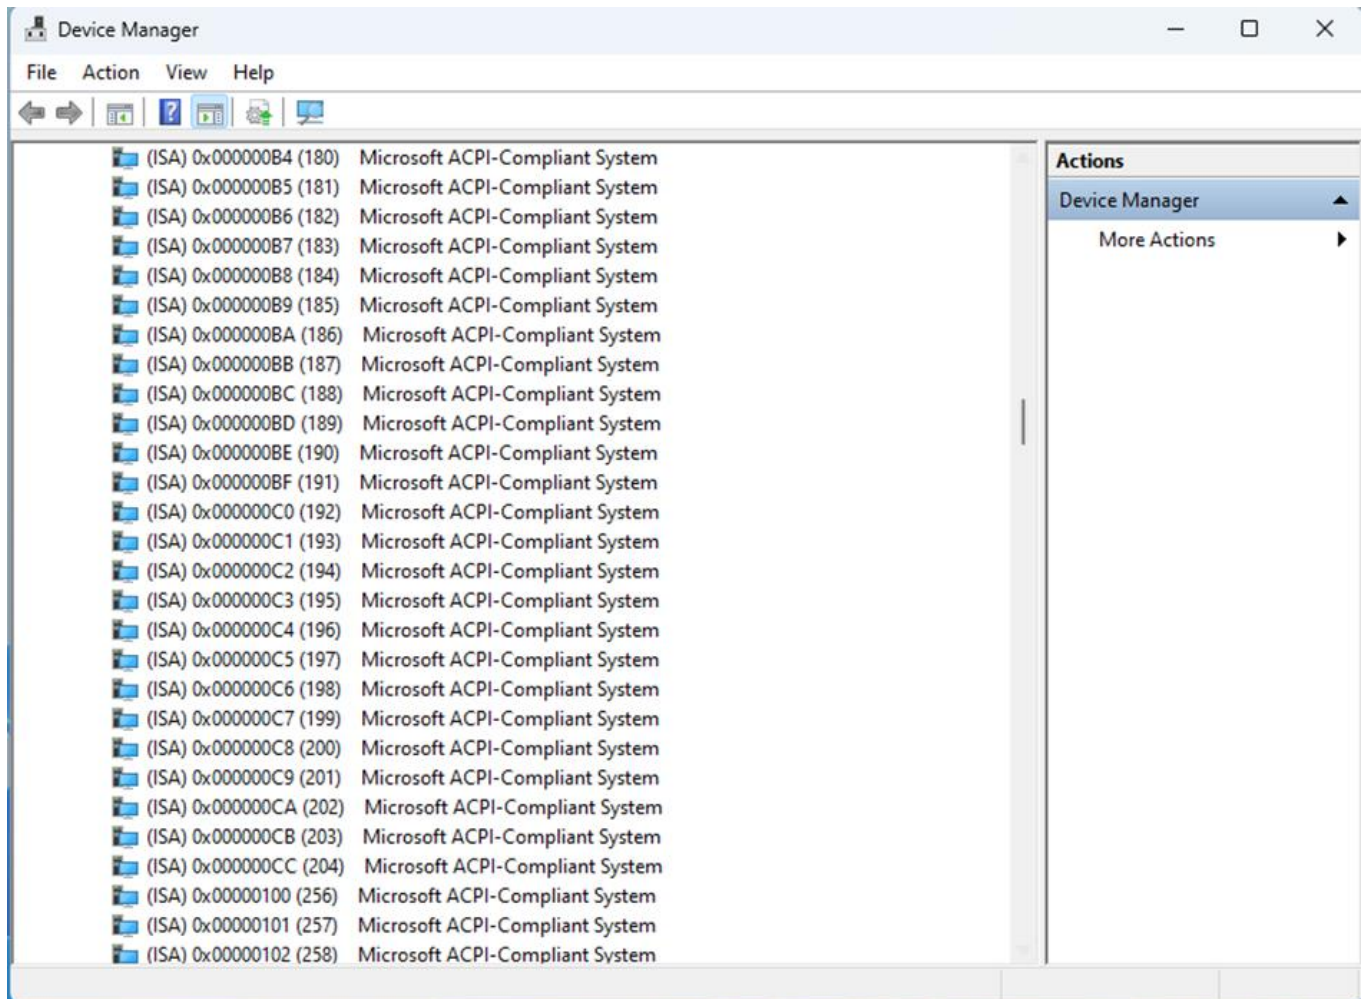 Device Manager
File Action View Help
(ISA) 0x000000B4 (180) Microsoft ACPI-Compliant System
(ISA) 0x000000B5 (181) Microsoft ACPI-Compliant System
(ISA) 0x000000B6 (182) Microsoft ACPI-Compliant System
(ISA) 0x000000B7 (183) Microsoft ACPI-Compliant System
(ISA) 0x000000B8 (184) Microsoft ACPI-Compliant System
(ISA) 0x000000B9 (185) Microsoft ACPI-Compliant System
(ISA) 0x000000BA (186) Microsoft ACPI-Compliant System
(ISA) 0x000000BB (187) Microsoft ACPI-Compliant System
(ISA) 0x000000BC (188) Microsoft ACPI-Compliant System
(ISA) 0x000000BD (189) Microsoft ACPI-Compliant System
(ISA) 0x000000BE (190) Microsoft ACPI-Compliant System
(ISA) 0x000000BF (191) Microsoft ACPI-Compliant System
(ISA) 0x000000C0 (192) Microsoft ACPI-Compliant System
(ISA) 0x000000C1 (193) Microsoft ACPI-Compliant System
(ISA) 0x000000C2 (194) Microsoft ACPI-Compliant System
(ISA) 0x000000C3 (195) Microsoft ACPI-Compliant System
(ISA) 0x000000C4 (196) Microsoft ACPI-Compliant System
(ISA) 0x000000C5 (197) Microsoft ACPI-Compliant System
(ISA) 0x000000C6 (198) Microsoft ACPI-Compliant System
(ISA) 0x000000C7 (199) Microsoft ACPI-Compliant System
(ISA) 0x000000C8 (200) Microsoft ACPI-Compliant System
(ISA) 0x000000C9 (201) Microsoft ACPI-Compliant System
(ISA) 0x000000CA (202) Microsoft ACPI-Compliant System
(ISA) 0x000000CB (203) Microsoft ACPI-Compliant System
(ISA) 0x000000CC (204) Microsoft ACPI-Compliant System
(ISA) 0x00000100 (256) Microsoft ACPI-Compliant System
(ISA) 0x00000101 (257) Microsoft ACPI-Compliant System
(ISA) 0x00000102 (258) Microsoft ACPI-Compliant System
Actions
Device Manager
More Actions